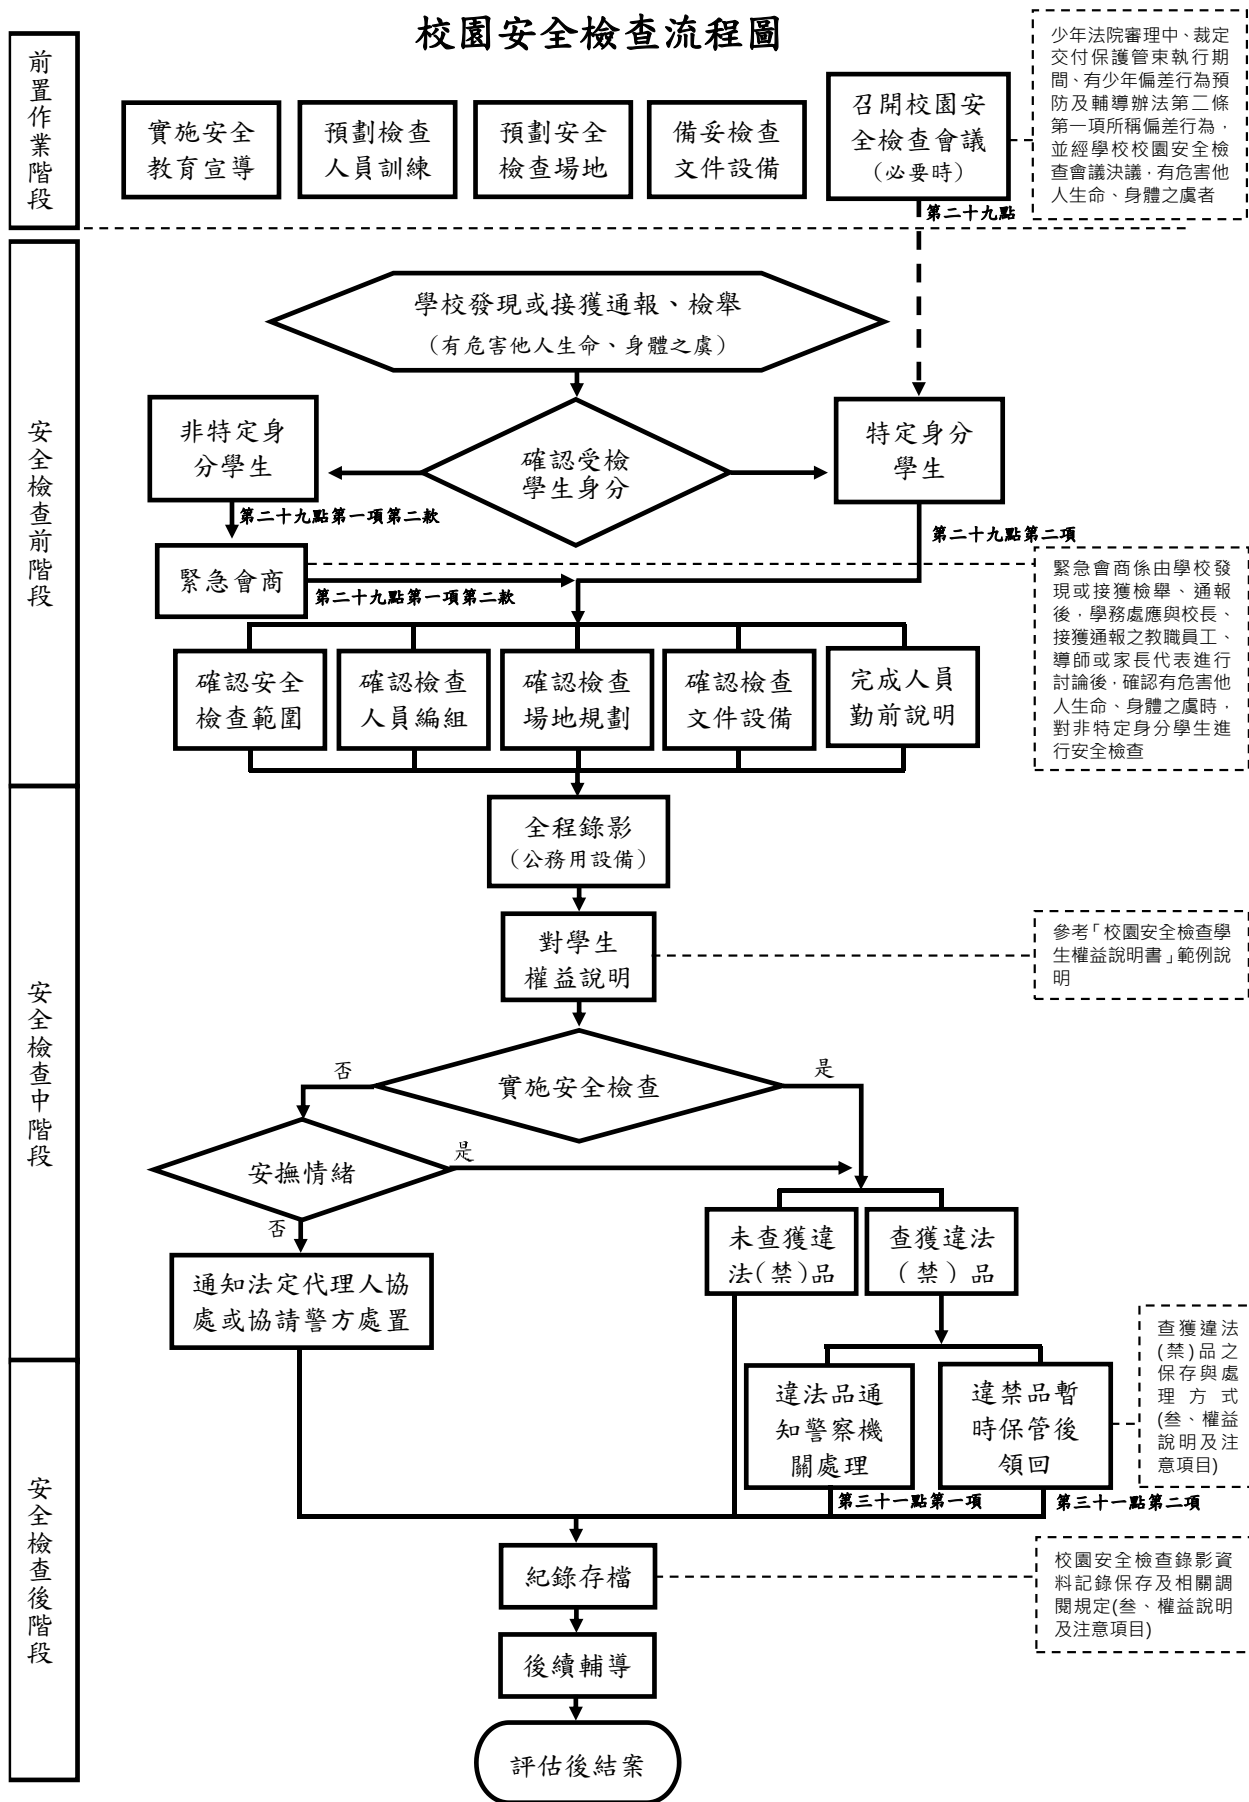 校園安全檢查流程圖
前置作業階段
實施安全
教育宣導
預劃檢查
人員訓練
預劃安全
檢查場地
備妥檢查
文件設備
召開校園安
全檢查會議
（必要時）
第二十九點
少年法院審理中、裁定
交付保護管束執行期
間、有少年偏差行為預
防及輔導辦法第二條
第一項所稱偏差行為，
並經學校校園安全檢
查會議決議，有危害他
人生命、身體之虞者
安全檢查前階段
學校發現或接獲通報、檢舉
（有危害他人生命、身體之虞）
非特定身
分學生
確認受檢
學生身分
特定身分
學生
第二十九點第一項第二款
第二十九點第二項
緊急會商
第二十九點第一項第二款
緊急會商係由學校發
現或接獲檢舉、通報
後，學務處應與校長、
接獲通報之教職員工、
導師或家長代表進行
討論後，確認有危害他
人生命、身體之虞時，
對非特定身分學生進
行安全檢查
確認安全
檢查範圍
確認檢查
人員編組
確認檢查
場地規劃
確認檢查
文件設備
完成人員
勤前說明
安全檢查中階段
全程錄影
（公務用設備）
對學生
權益說明
參考「校園安全檢查學
生權益說明書」範例說
明
實施安全檢查
否
是
安撫情緒
是
否
未查獲違
法(禁)品
查獲違法
（禁）品
通知法定代理人協
處或協請警方處置
違法品通
知警察機
關處理
違禁品暫
時保管後
領回
查獲違法
(禁)品之
保存與處
理方式
(叁、權益
說明及注
意項目)
第三十一點第一項
第三十一點第二項
安全檢查後階段
紀錄存檔
校園安全檢查錄影資
料記錄保存及相關調
閱規定(叁、權益說明
及注意項目)
後續輔導
評估後結案